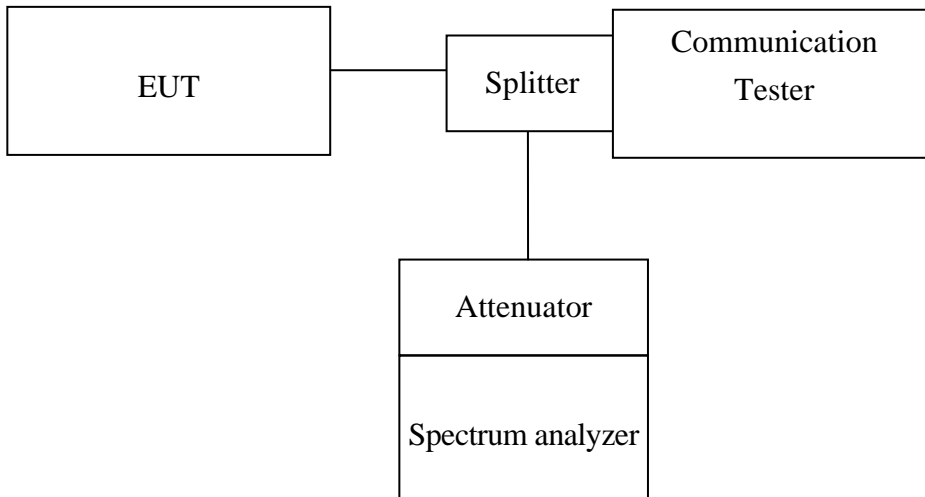 EUT
Splitter
Communication
Tester
Attenuator
Spectrum analyzer